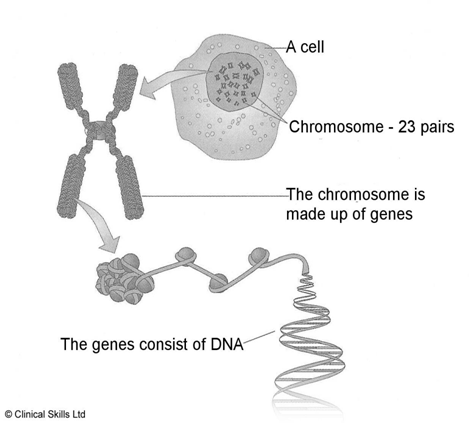 A cell
Chromosome - 23 pairs
The chromosome is
made up of genes
The genes consist of DNA
© Clinical Skills Ltd